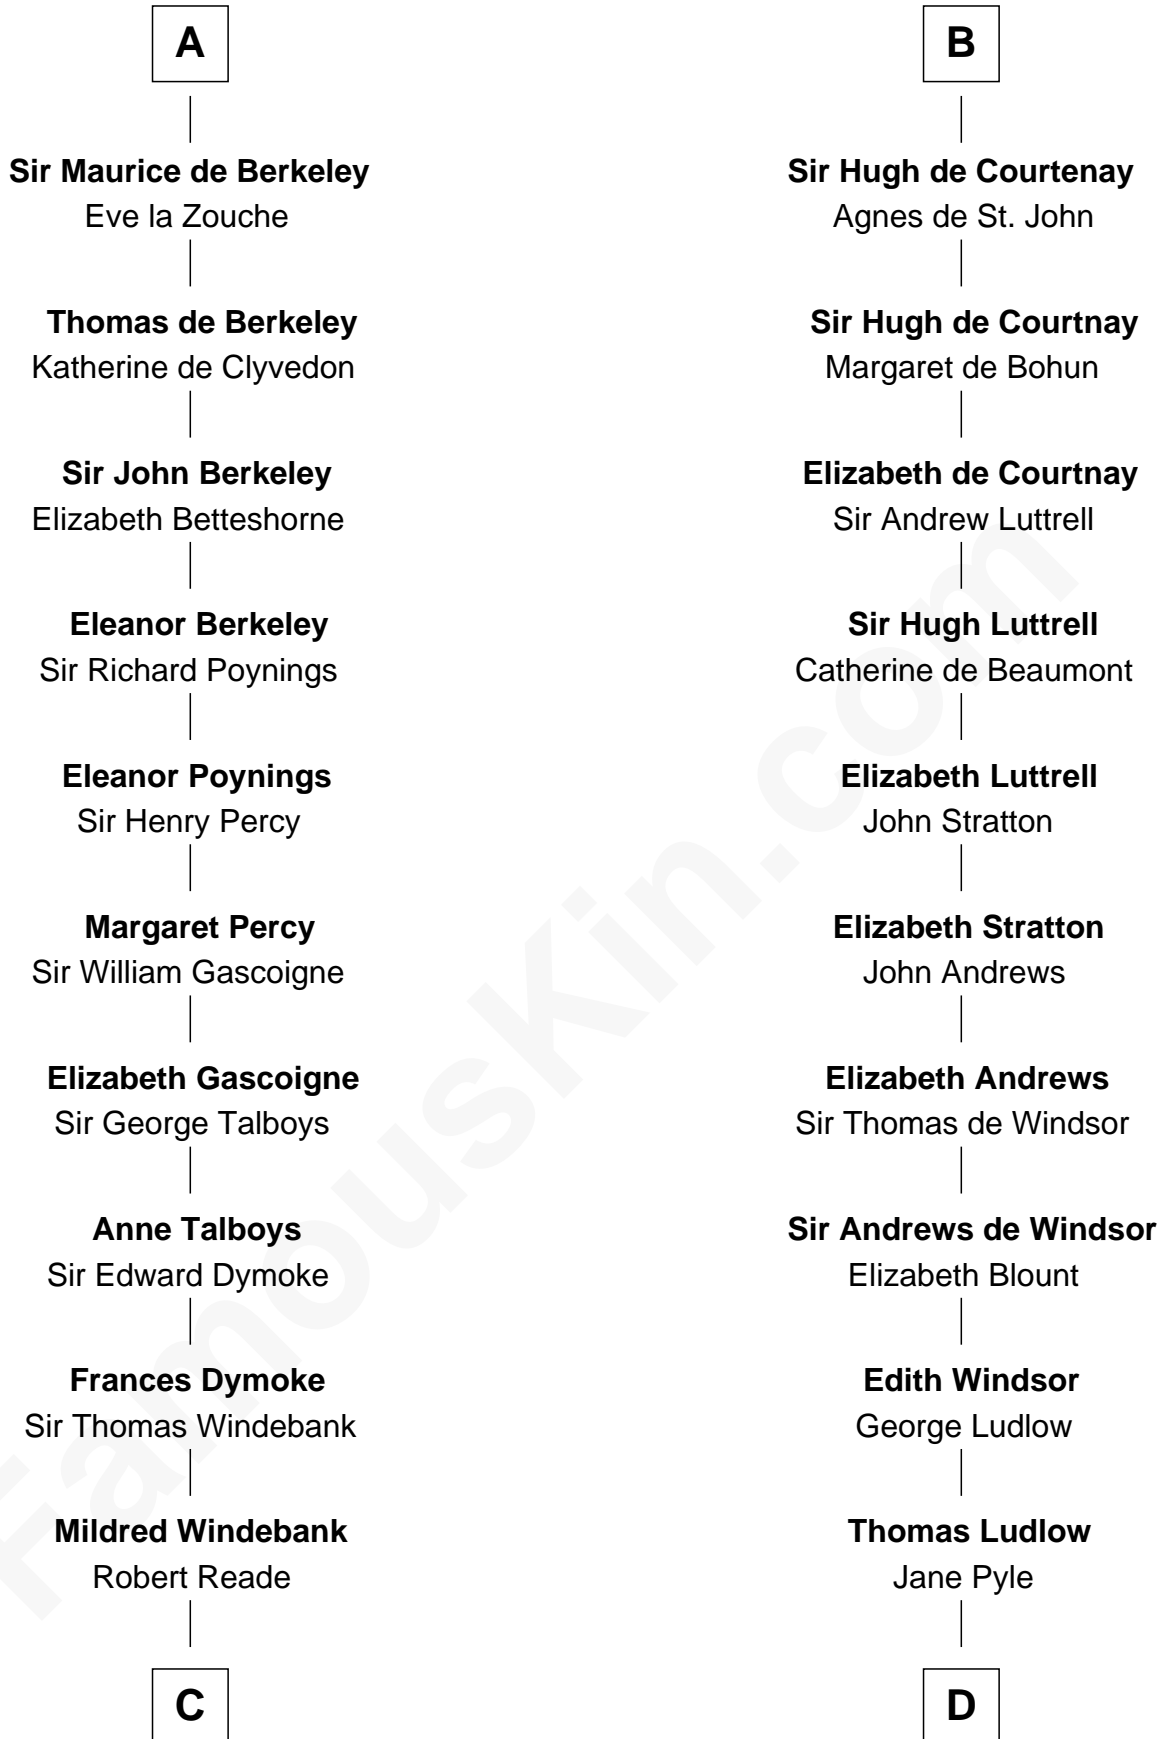 A
Sir Maurice de Berkeley
Eve la Zouche
Thomas de Berkeley
Katherine de Clyvedon
Sir John Berkeley
Elizabeth Betteshorne
Eleanor Berkeley
Sir Richard Poynings
Eleanor Poynings
Sir Henry Percy
Margaret Percy
Sir William Gascoigne
Elizabeth Gascoigne
Sir George Talboys
Anne Talboys
Sir Edward Dymoke
Frances Dymoke
Sir Thomas Windebank
Mildred Windebank
Robert Reade
C
B
Sir Hugh de Courtenay
Agnes de St. John
Sir Hugh de Courtnay
Margaret de Bohun
Elizabeth de Courtnay
Sir Andrew Luttrell
Sir Hugh Luttrell
Catherine de Beaumont
Elizabeth Luttrell
John Stratton
Elizabeth Stratton
John Andrews
Elizabeth Andrews
Sir Thomas de Windsor
Sir Andrews de Windsor
Elizabeth Blount
Edith Windsor
George Ludlow
Thomas Ludlow
Jane Pyle
D
FamousKin.com